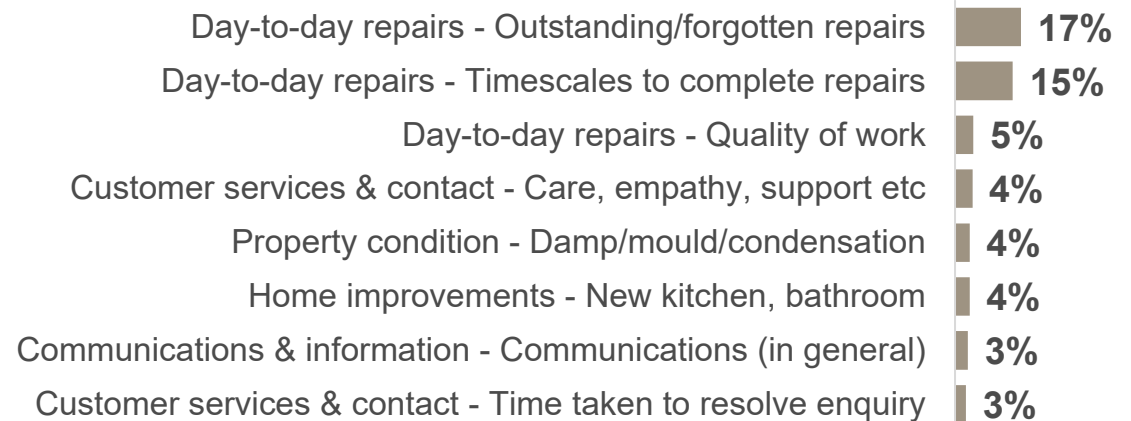 Day-to-day repairs - Outstanding/forgotten repairs 17%
Day-to-day repairs - Timescales to complete repairs 15%
Day-to-day repairs - Quality of work 5%
Customer services & contact - Care, empathy, support etc 4%
Property condition - Damp/mould/condensation 4%
Home improvements - New kitchen, bathroom 4%
Communications & information - Communications (in general) 3%
Customer services & contact - Time taken to resolve enquiry 3%